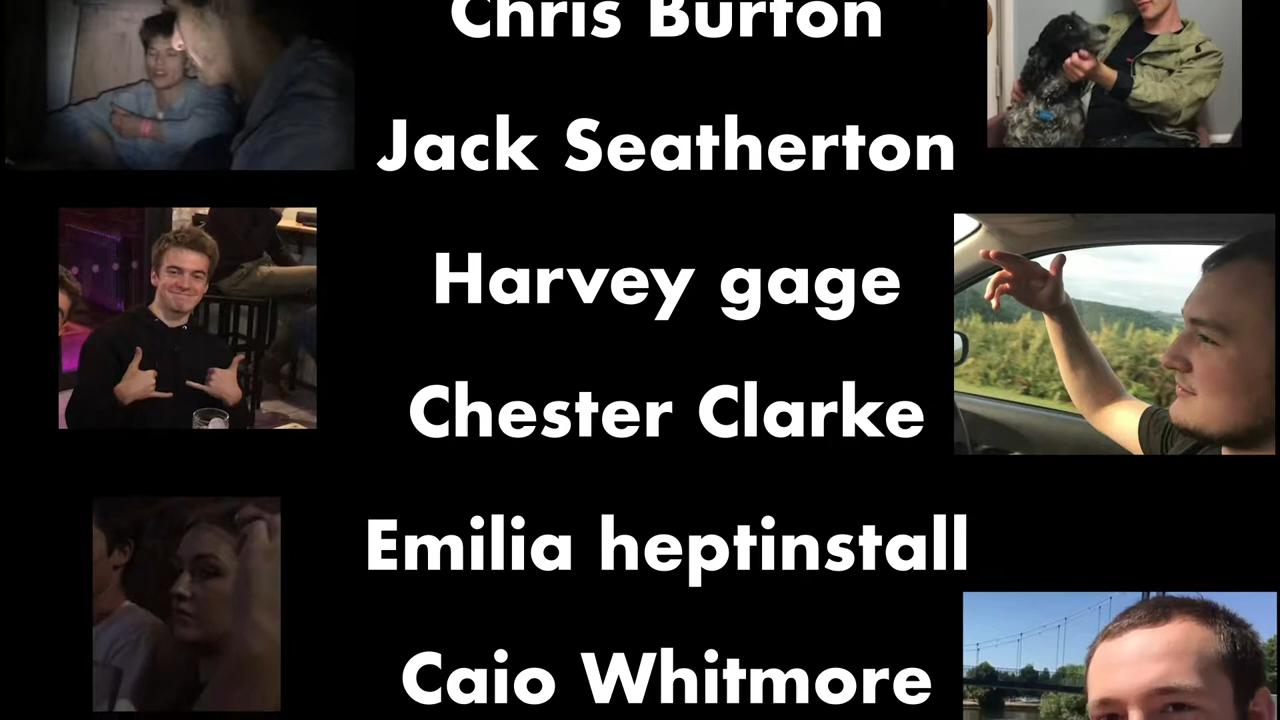 Chris Burton
Jack Seatherton
Harvey gage
Chester Clarke
Emilia heptinstall
Caio Whitmore